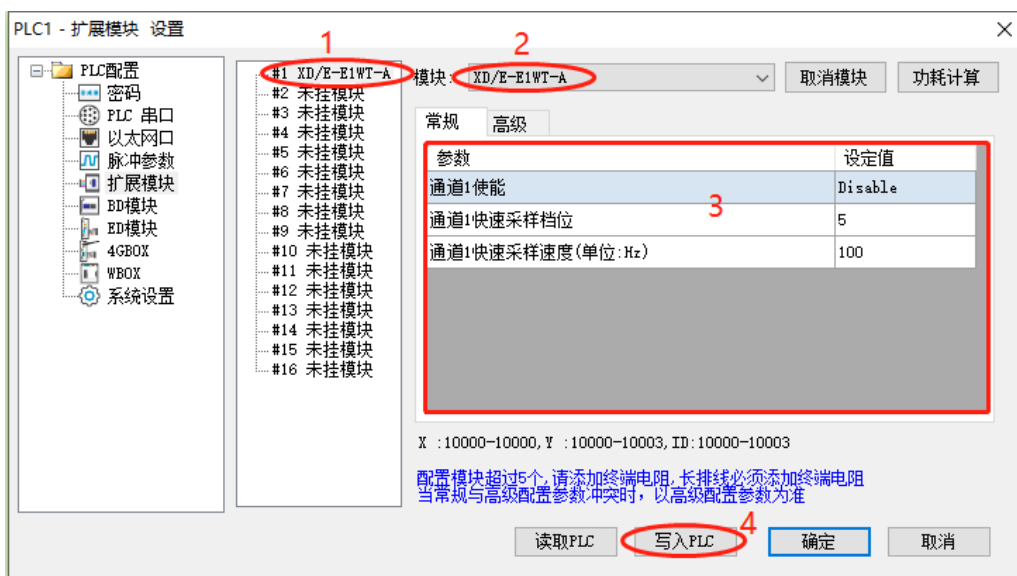 PLC1 - 扩展模块 设置
PLC配置
密码
PLC 串口
以太网口
脉冲参数
扩展模块
BD模块
ED模块
4GBOX
WBOX
系统设置
1
#1 XD/E-E1WT-A
#2 未挂模块
#3 未挂模块
#4 未挂模块
#5 未挂模块
#6 未挂模块
#7 未挂模块
#8 未挂模块
#9 未挂模块
#10 未挂模块
#11 未挂模块
#12 未挂模块
#13 未挂模块
#14 未挂模块
#15 未挂模块
#16 未挂模块
2
模块: XD/E-E1WT-A 取消模块 功耗计算
常规 高级
参数 设定值
通道1使能 Disable
通道1快速采样档位 5
通道1快速采样速度(单位:Hz) 100
3
X :10000-10000,Y :10000-10003,ID:10000-10003
配置模块超过5个,请添加终端电阻,长排线必须添加终端电阻
当常规与高级配置参数冲突时，以高级配置参数为准
读取PLC 写入PLC 4 确定 取消